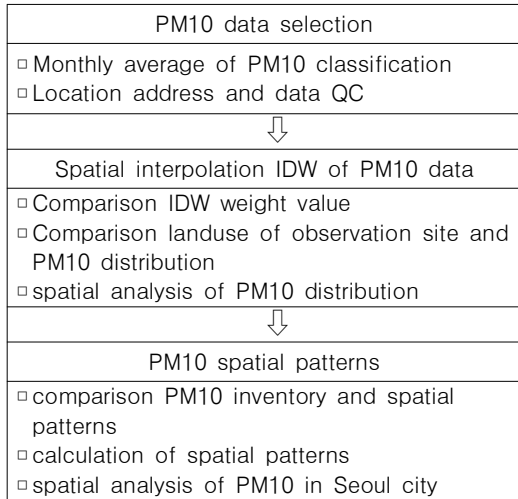 PM10 data selection
□ Monthly average of PM10 classification
□ Location address and data QC
⇩
Spatial interpolation IDW of PM10 data
□ Comparison IDW weight value
□ Comparison landuse of observation site and
PM10 distribution
□ spatial analysis of PM10 distribution
⇩
PM10 spatial patterns
□ comparison PM10 inventory and spatial
patterns
□ calculation of spatial patterns
□ spatial analysis of PM10 in Seoul city